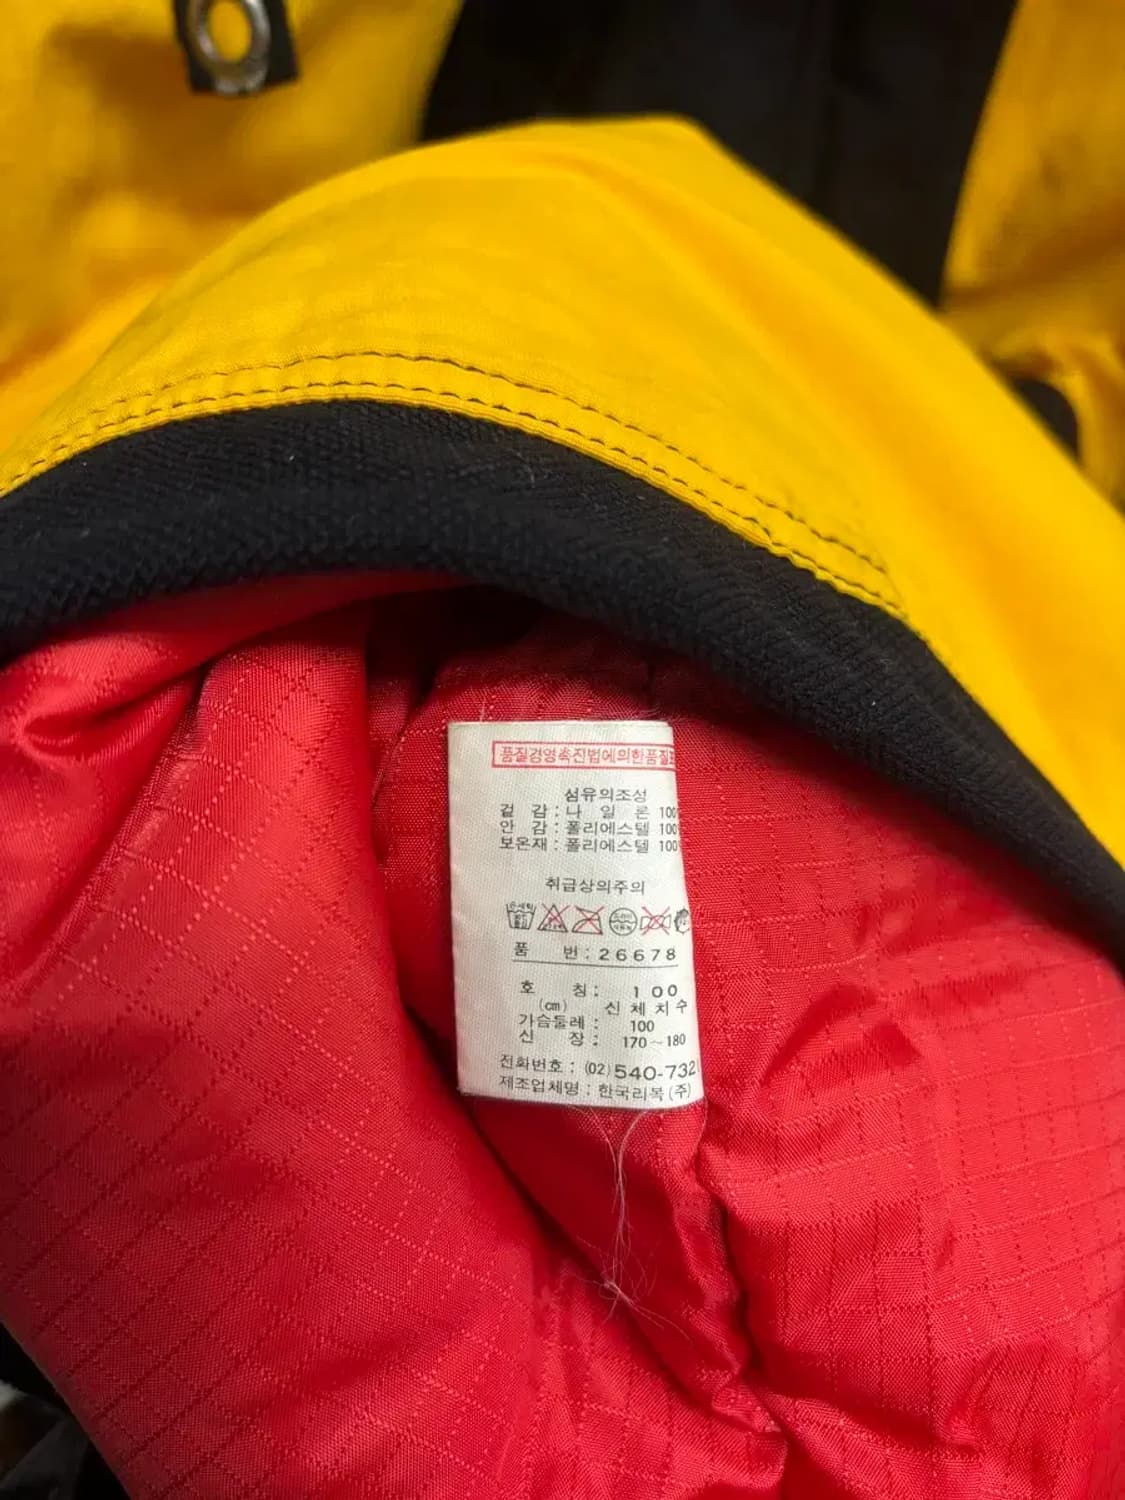 품질경영촉진법에의한품질표
섬유의조성
겉 감 : 나 일 론 100%
안 감 : 폴리에스텔 100%
보온재 : 폴리에스텔 100%
취급상의주의
품 번 : 26678
호 칭 : 100
(cm) 신 체 치 수
가슴둘레 : 100
신 장 : 170~180
전화번호 : (02) 540-732
제조업체명 : 한국리복(주)